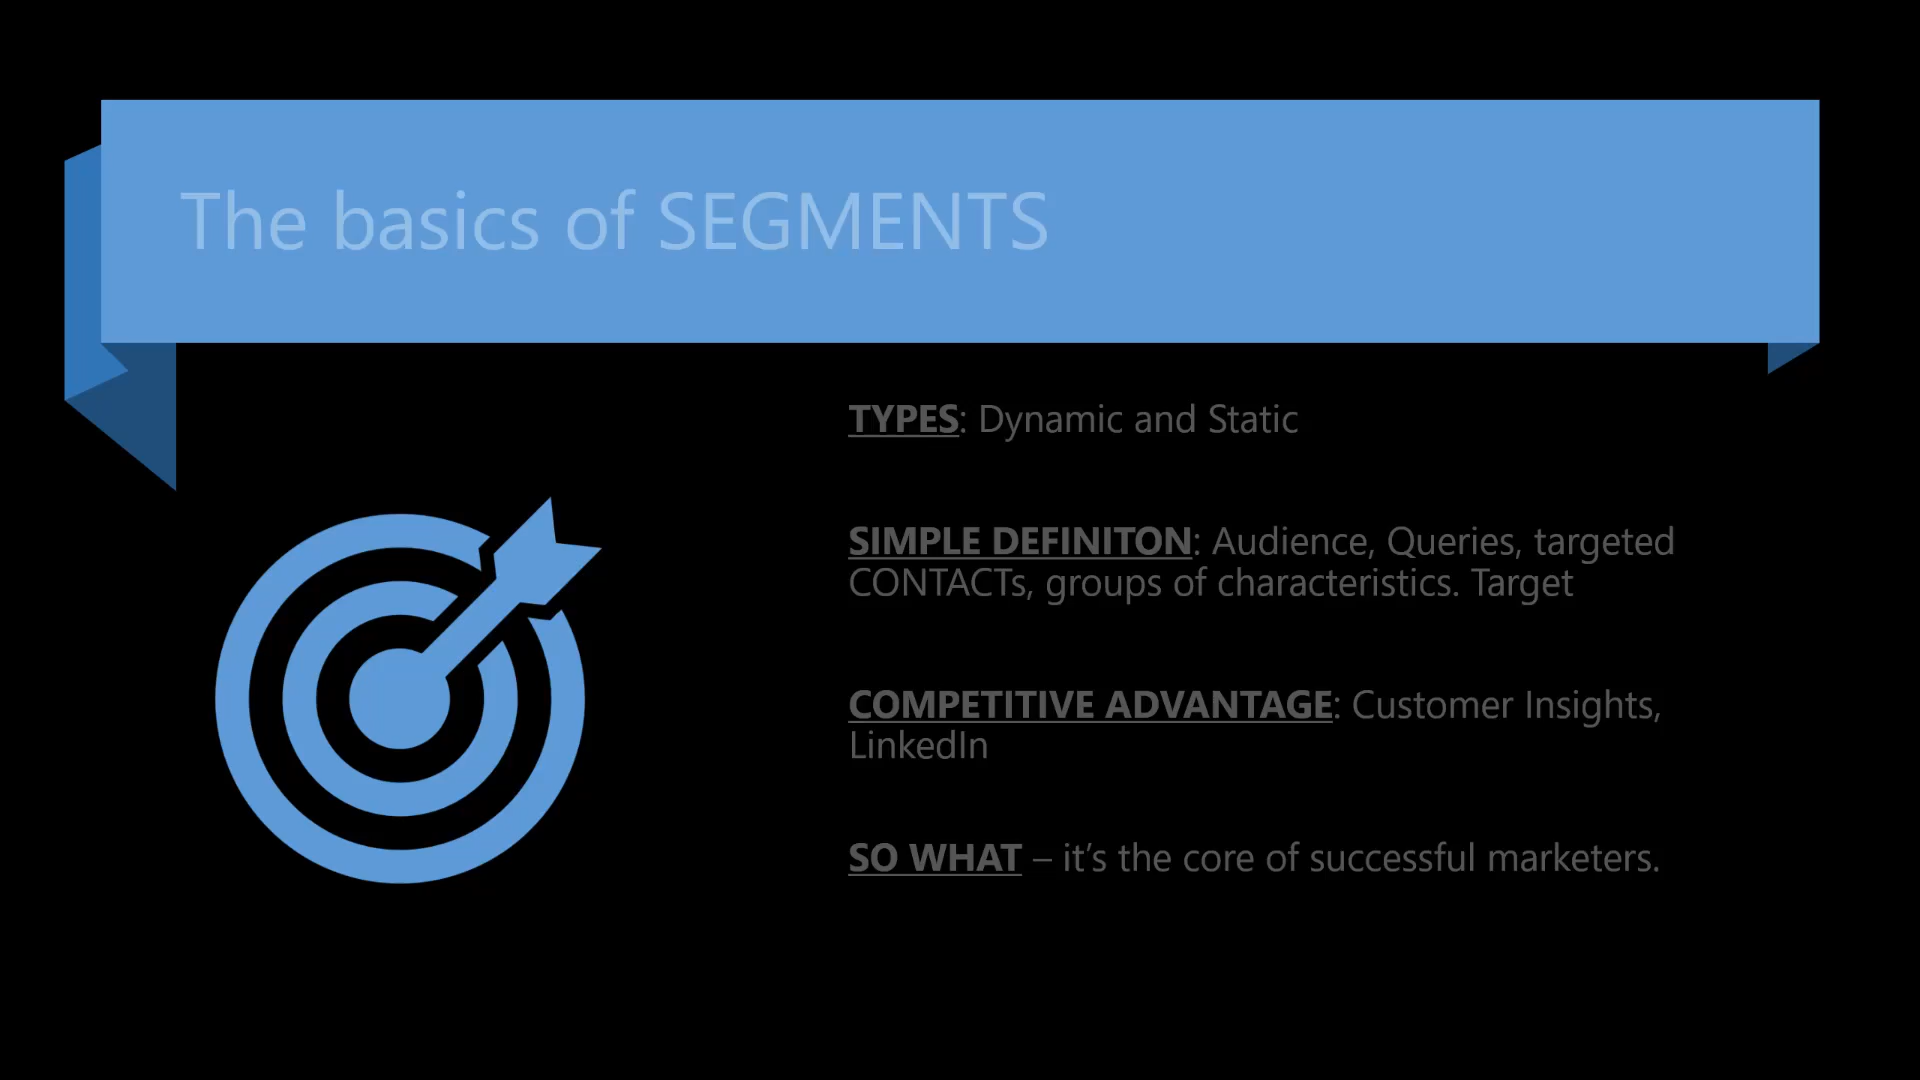 The basics of SEGMENTS
TYPES: Dynamic and Static
SIMPLE DEFINITON: Audience, Queries, targeted
CONTACTs, groups of characteristics. Target
COMPETITIVE ADVANTAGE: Customer Insights,
LinkedIn
SO WHAT – it’s the core of successful marketers.